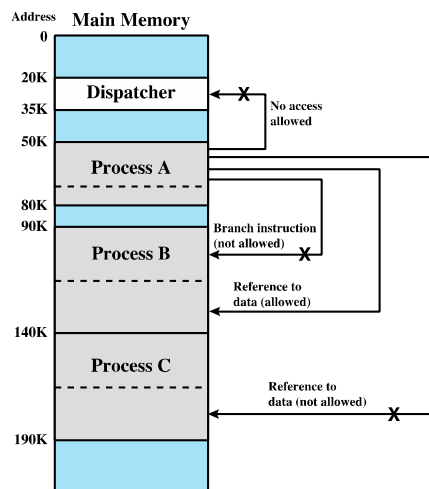 Address Main Memory
0
20K
Dispatcher
X
35K
No access
allowed
50K
Process A
80K
90K
Branch instruction
(not allowed)
Process B
X
Reference to
data (allowed)
140K
Process C
Reference to
data (not allowed)
X
190K